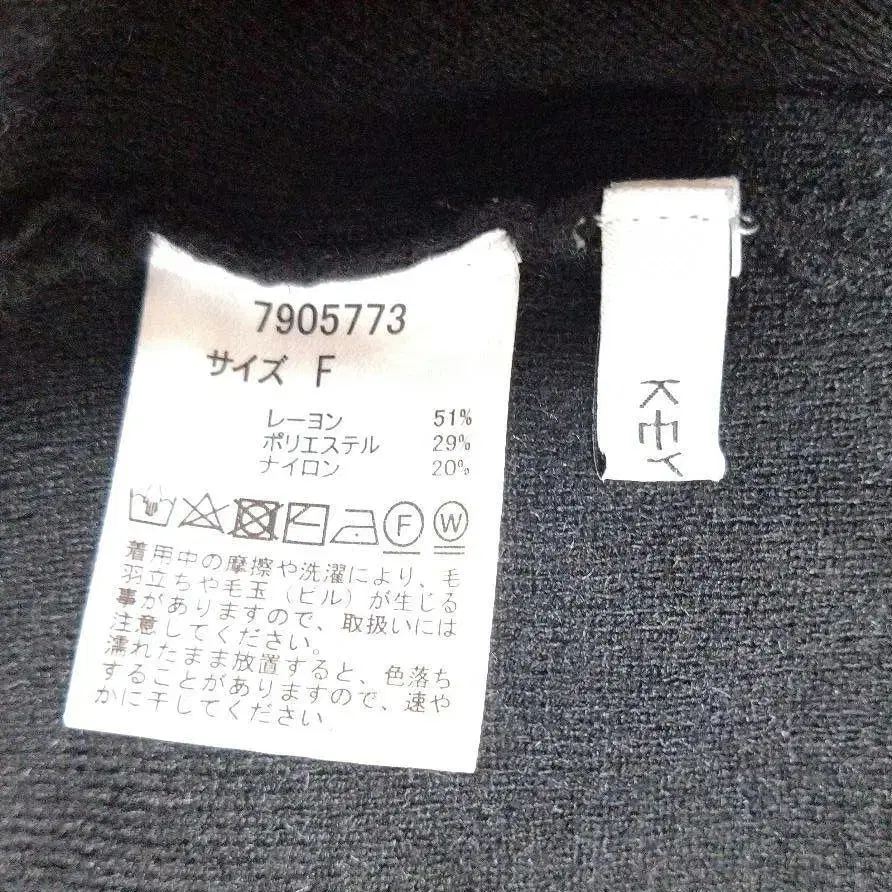 7905773
サイズ F
レーヨン 51%
ポリエステル 29%
ナイロン 20%
F W
着用中の摩擦や洗濯により、毛
羽立ちや毛玉（ピル）が生じる
事がありますので、取扱いには
注意してください。
濡れたまま放置すると、色落ち
することがありますので、速や
かに干してください
KEY